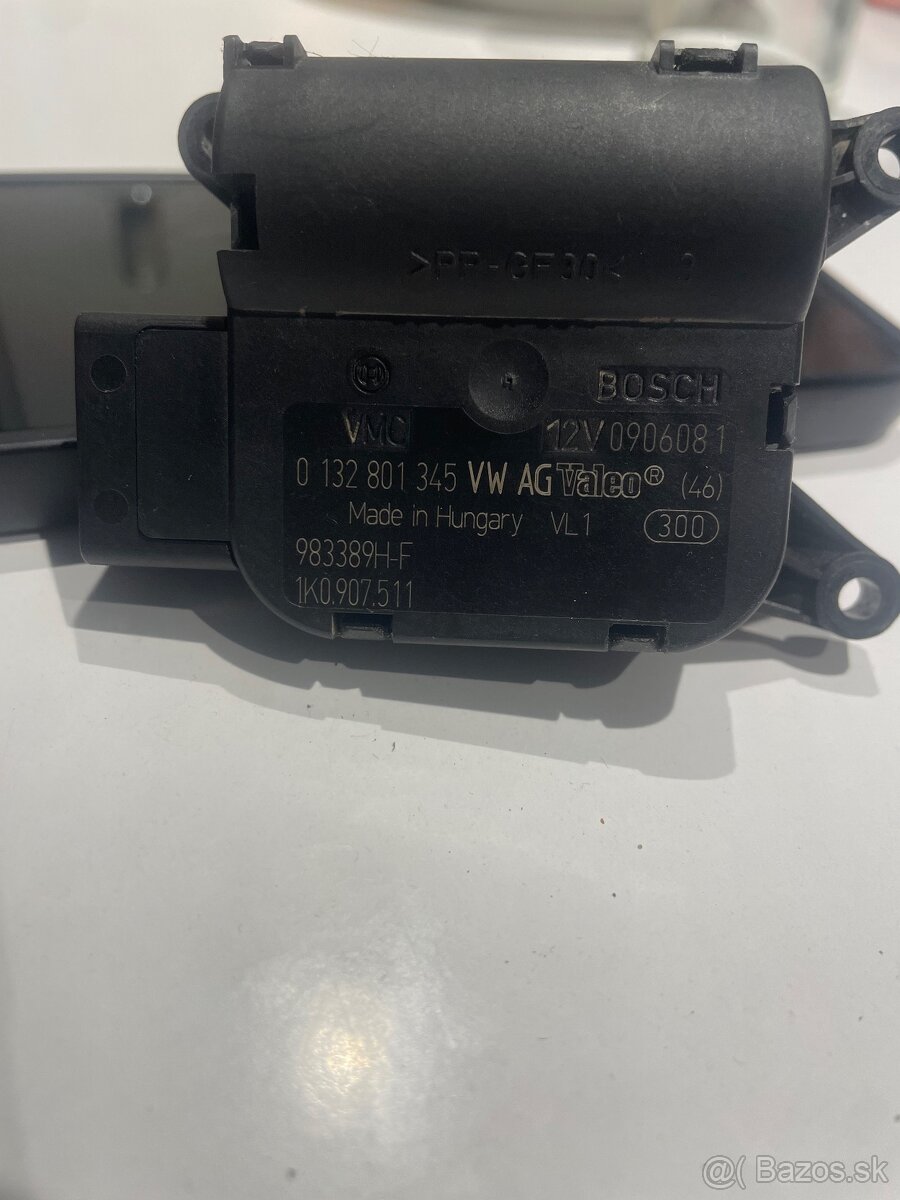 >PP-GF30<
BOSCH
VMC 12V 0906081
0 132 801 345 VW AG Valeo® (46)
Made in Hungary VL1 300
983389H-F
1K0.907.511
@( Bazos.sk